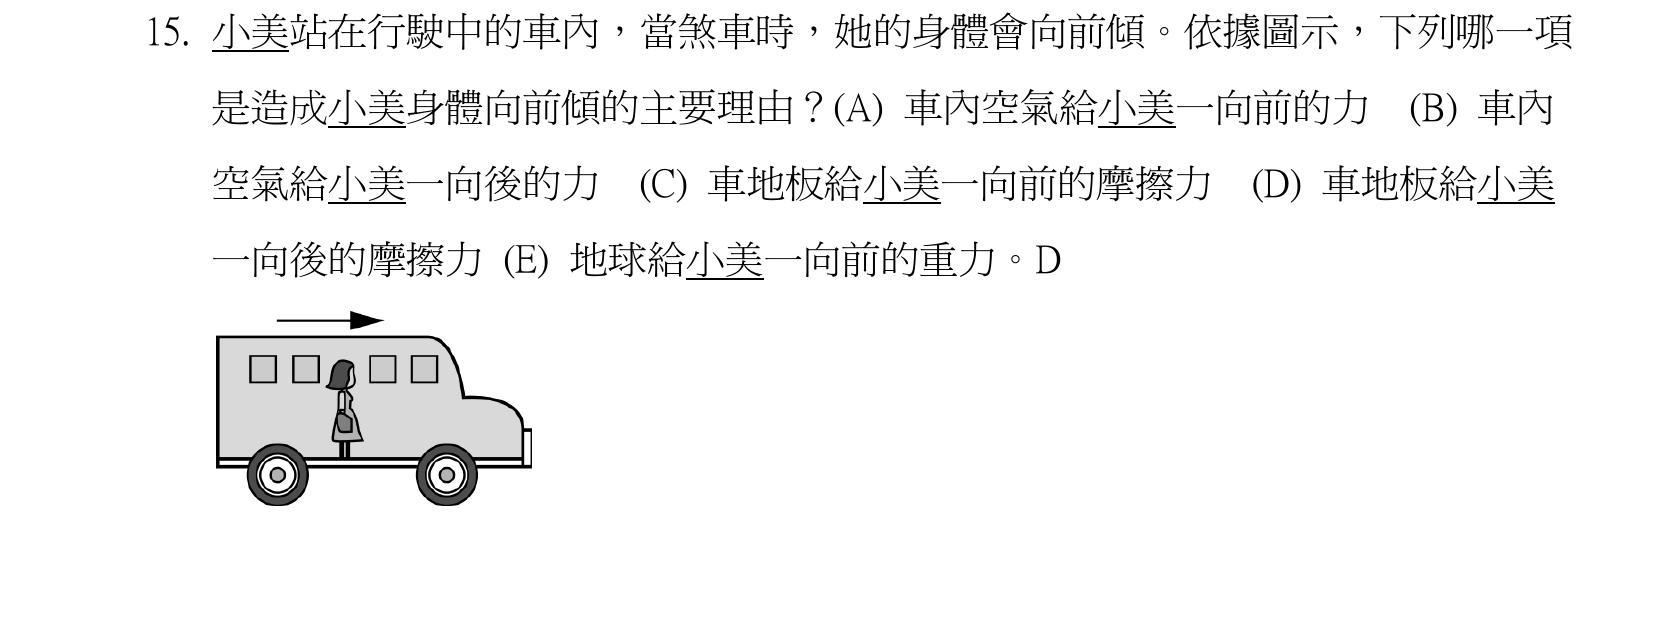 15. 小美站在行駛中的車內，當煞車時，她的身體會向前傾。依據圖示，下列哪一項
是造成小美身體向前傾的主要理由？(A) 車內空氣給小美一向前的力 (B) 車內
空氣給小美一向後的力 (C) 車地板給小美一向前的摩擦力 (D) 車地板給小美
一向後的摩擦力 (E) 地球給小美一向前的重力。D